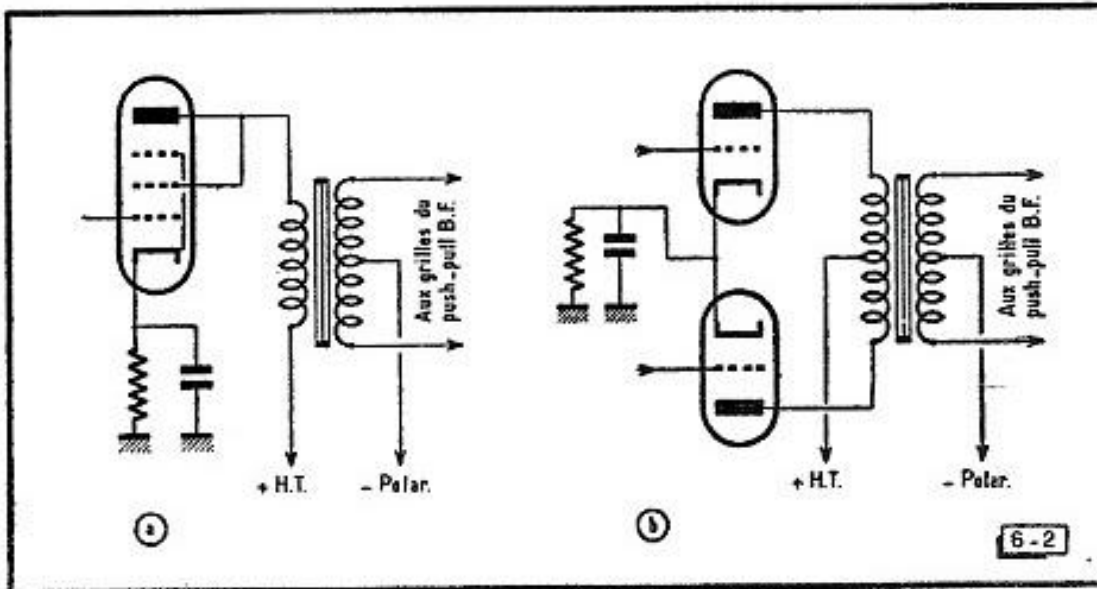 Aux grilles du
push-pull B.F.
+ H.T.
- Polar.
a
Aux grilles du
push-pull B.F.
+ H.T.
- Polar.
b
6-2